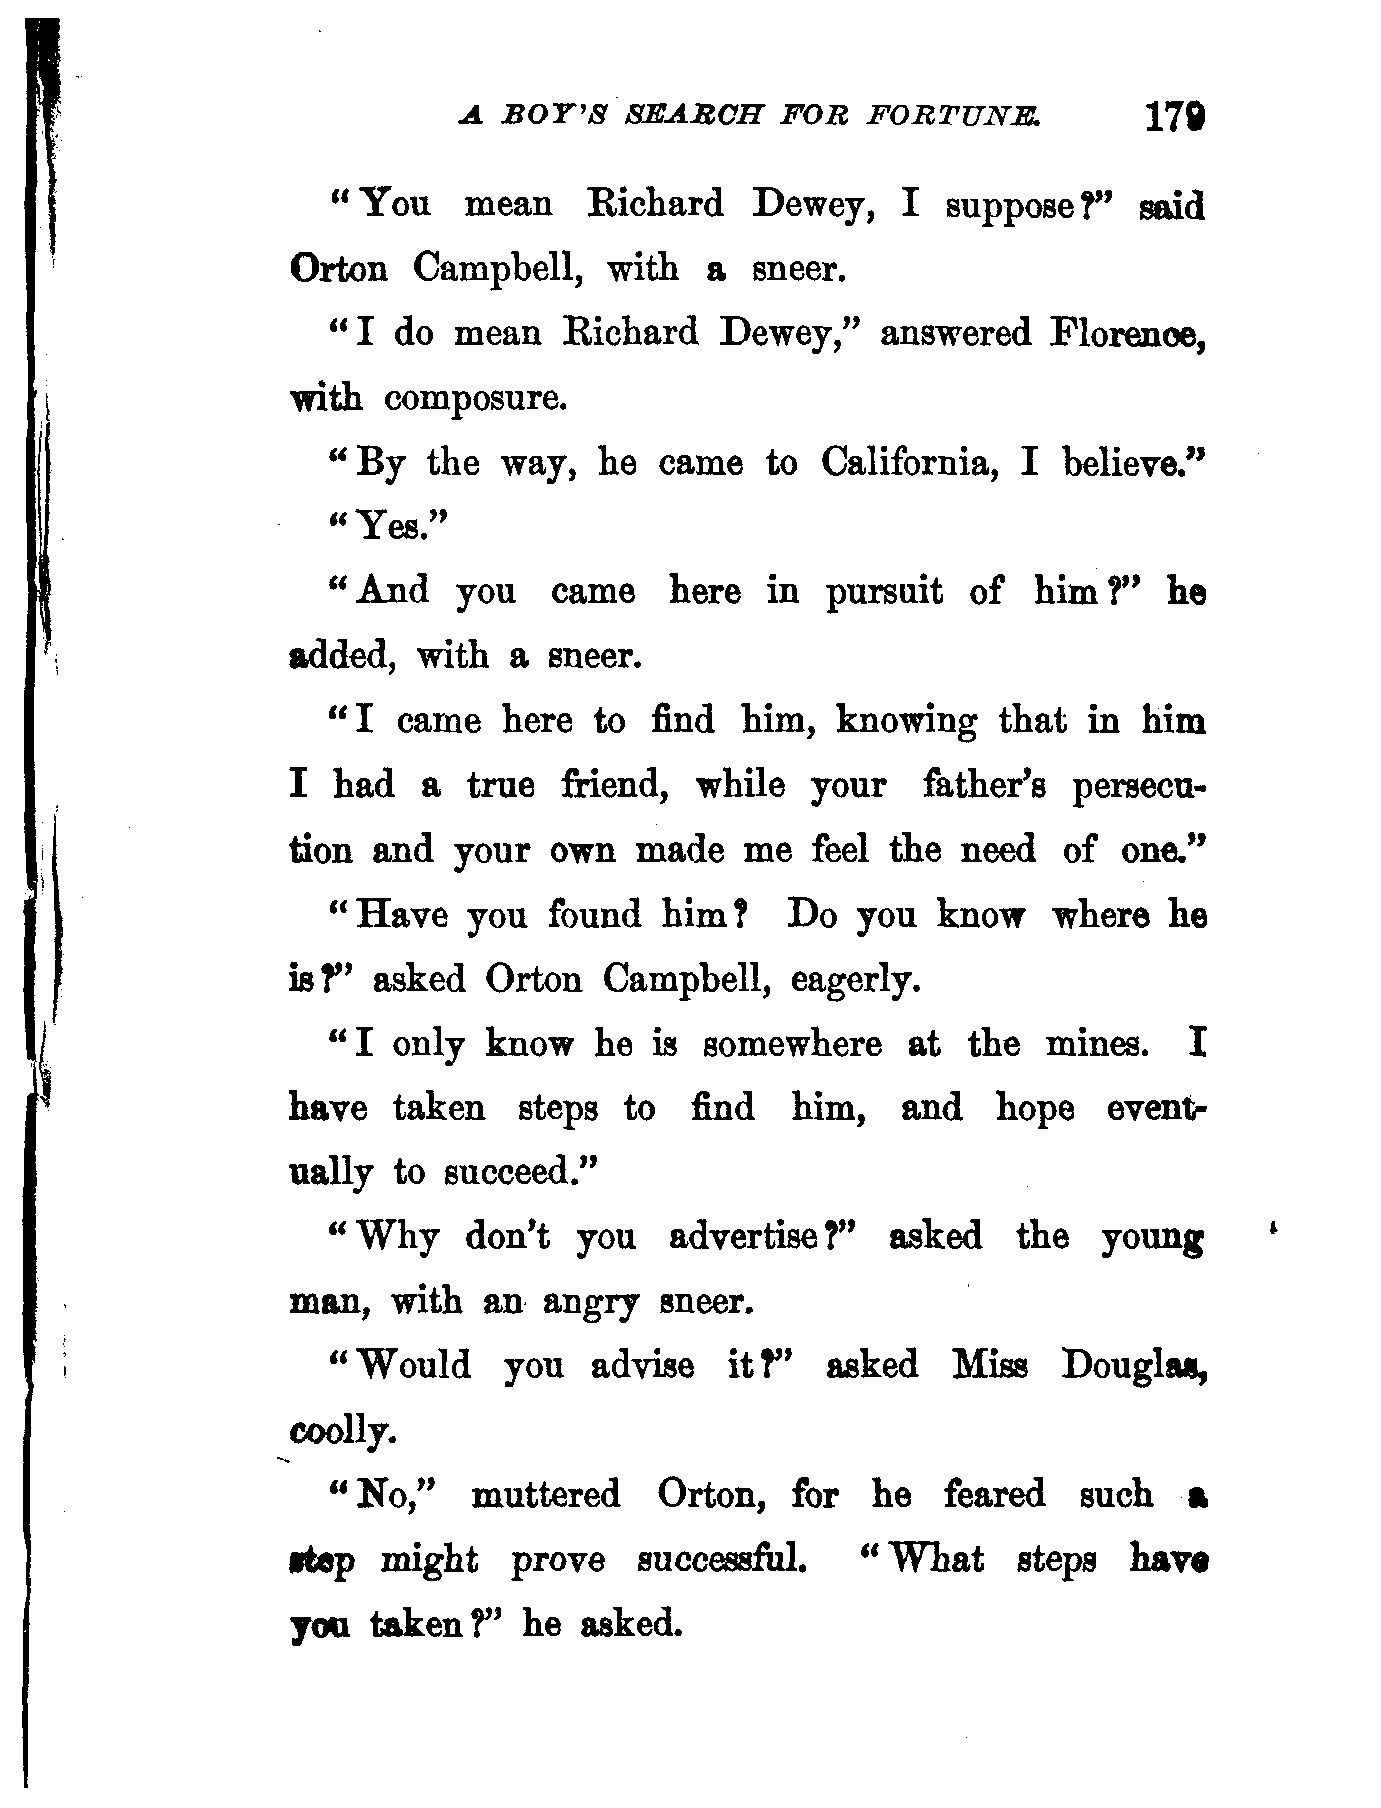 A BOY'S SEARCH FOR FORTUNE. 179
"You mean Richard Dewey, I suppose?" said
Orton Campbell, with a sneer.
"I do mean Richard Dewey," answered Florence,
with composure.
"By the way, he came to California, I believe."
"Yes."
"And you came here in pursuit of him?" he
added, with a sneer.
"I came here to find him, knowing that in him
I had a true friend, while your father's persecu-
tion and your own made me feel the need of one."
"Have you found him? Do you know where he
is?" asked Orton Campbell, eagerly.
"I only know he is somewhere at the mines. I
have taken steps to find him, and hope event-
ually to succeed."
"Why don't you advertise?" asked the young
man, with an angry sneer.
"Would you advise it?" asked Miss Douglas,
coolly.
"No," muttered Orton, for he feared such a
step might prove successful. "What steps have
you taken?" he asked.